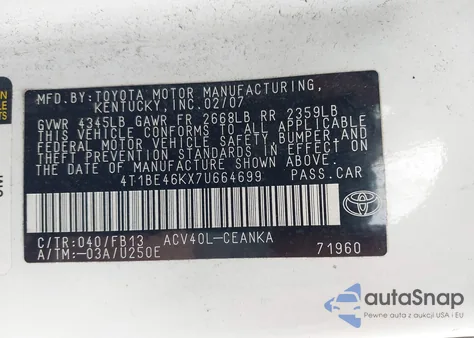 MFD.BY:TOYOTA MOTOR MANUFACTURING,
KENTUCKY, INC.02/07
GVWR 4345LB GAWR FR 2668LB RR 2359LB
THIS VEHICLE CONFORMS TO ALL APPLICABLE
FEDERAL MOTOR VEHICLE SAFETY, BUMPER, AND
THEFT PREVENTION STANDARDS IN EFFECT ON
THE DATE OF MANUFACTURE SHOWN ABOVE.
4T1BE46KX7U664699 PASS.CAR
C/TR:040/FB13 ACV40L-CEANKA
A/TM:-03A/U250E 71960
TOYOTA
autoSnap
Pewne auta z aukcji USA i EU